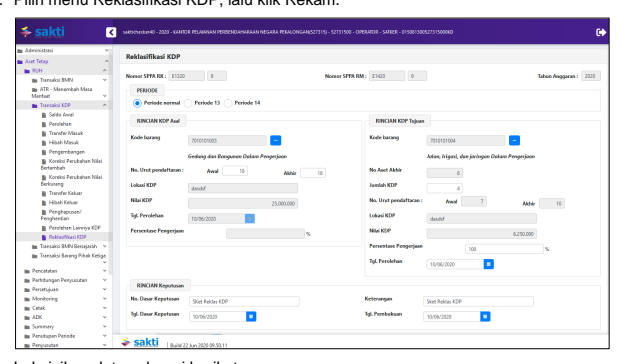 Pilih menu Reklasifikasi KDP, lalu klik Rekam.
sakti
saktichecker40 - 2020 - KANTOR PELAYANAN PERBENDAHARAAN NEGARA PEKALONGAN(527315) - 52731500 - OPERATOR - SATKER - 015081300527315000KD
Administrasi
Aset Tetap
RUH
Transaksi BMN
ATR - Menambah Masa Manfaat
Transaksi KDP
Saldo Awal
Perolehan
Transfer Masuk
Hibah Masuk
Pengembangan
Koreksi Perubahan Nilai Bertambah
Koreksi Perubahan Nilai Berkurang
Transfer Keluar
Hibah Keluar
Penghapusan/ Penghentian
Perolehan Lainnya KDP
Reklasifikasi KDP
Transaksi BMN Bersejarah
Transaksi Barang Pihak Ketiga
Pencatatan
Perhitungan Penyusutan
Persetujuan
Monitoring
Cetak
ADK
Summary
Penutupan Periode
Penyusutan
Reklasifikasi KDP
Nomor SPPA RK : E1320 9
Nomor SPPA RM : E1420 9
Tahun Anggaran : 2020
PERIODE
Periode normal Periode 13 Periode 14
RINCIAN KDP Asal
Kode barang 7010101003
Gedung dan Bangunan Dalam Pengerjaan
No. Urut pendaftaran : Awal 10 Akhir 10
Lokasi KDP dasdsf
Nilai KDP 25.000.000
Tgl. Perolehan 10/06/2020
Persentase Pengerjaan %
RINCIAN KDP Tujuan
Kode barang 7010101004
Jalan, Irigasi, dan jaringan Dalam Pengerjaan
No Aset Akhir 6
Jumlah KDP 4
No. Urut pendaftaran : Awal 7 Akhir 10
Lokasi KDP dasdsf
Nilai KDP 6.250.000
Persentase Pengerjaan 100 %
Tgl. Perolehan 10/06/2020
RINCIAN Keputusan
No. Dasar Keputusan SKet Reklas KDP
Keterangan Sket Reklas KDP
Tgl. Dasar Keputusan 10/06/2020
Tgl. Pembukuan 10/06/2020
sakti Build 22 Jun 2020 09.50.11